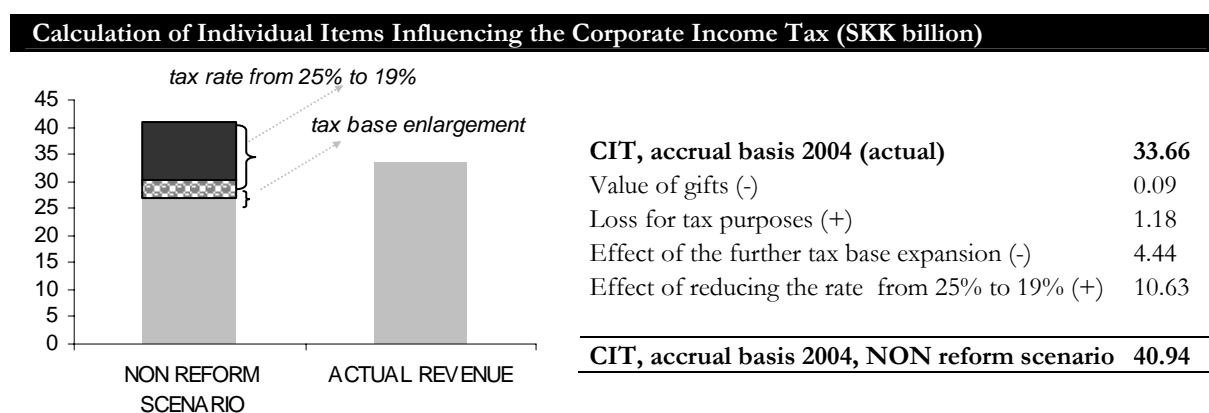 Calculation of Individual Items Influencing the Corporate Income Tax (SKK billion)
tax rate from 25% to 19%
tax base enlargement
45
40
35
30
25
20
15
10
5
0
NON REFORM
SCENARIO
ACTUAL REVENUE
CIT, accrual basis 2004 (actual) 33.66
Value of gifts (-) 0.09
Loss for tax purposes (+) 1.18
Effect of the further tax base expansion (-) 4.44
Effect of reducing the rate from 25% to 19% (+) 10.63
CIT, accrual basis 2004, NON reform scenario 40.94